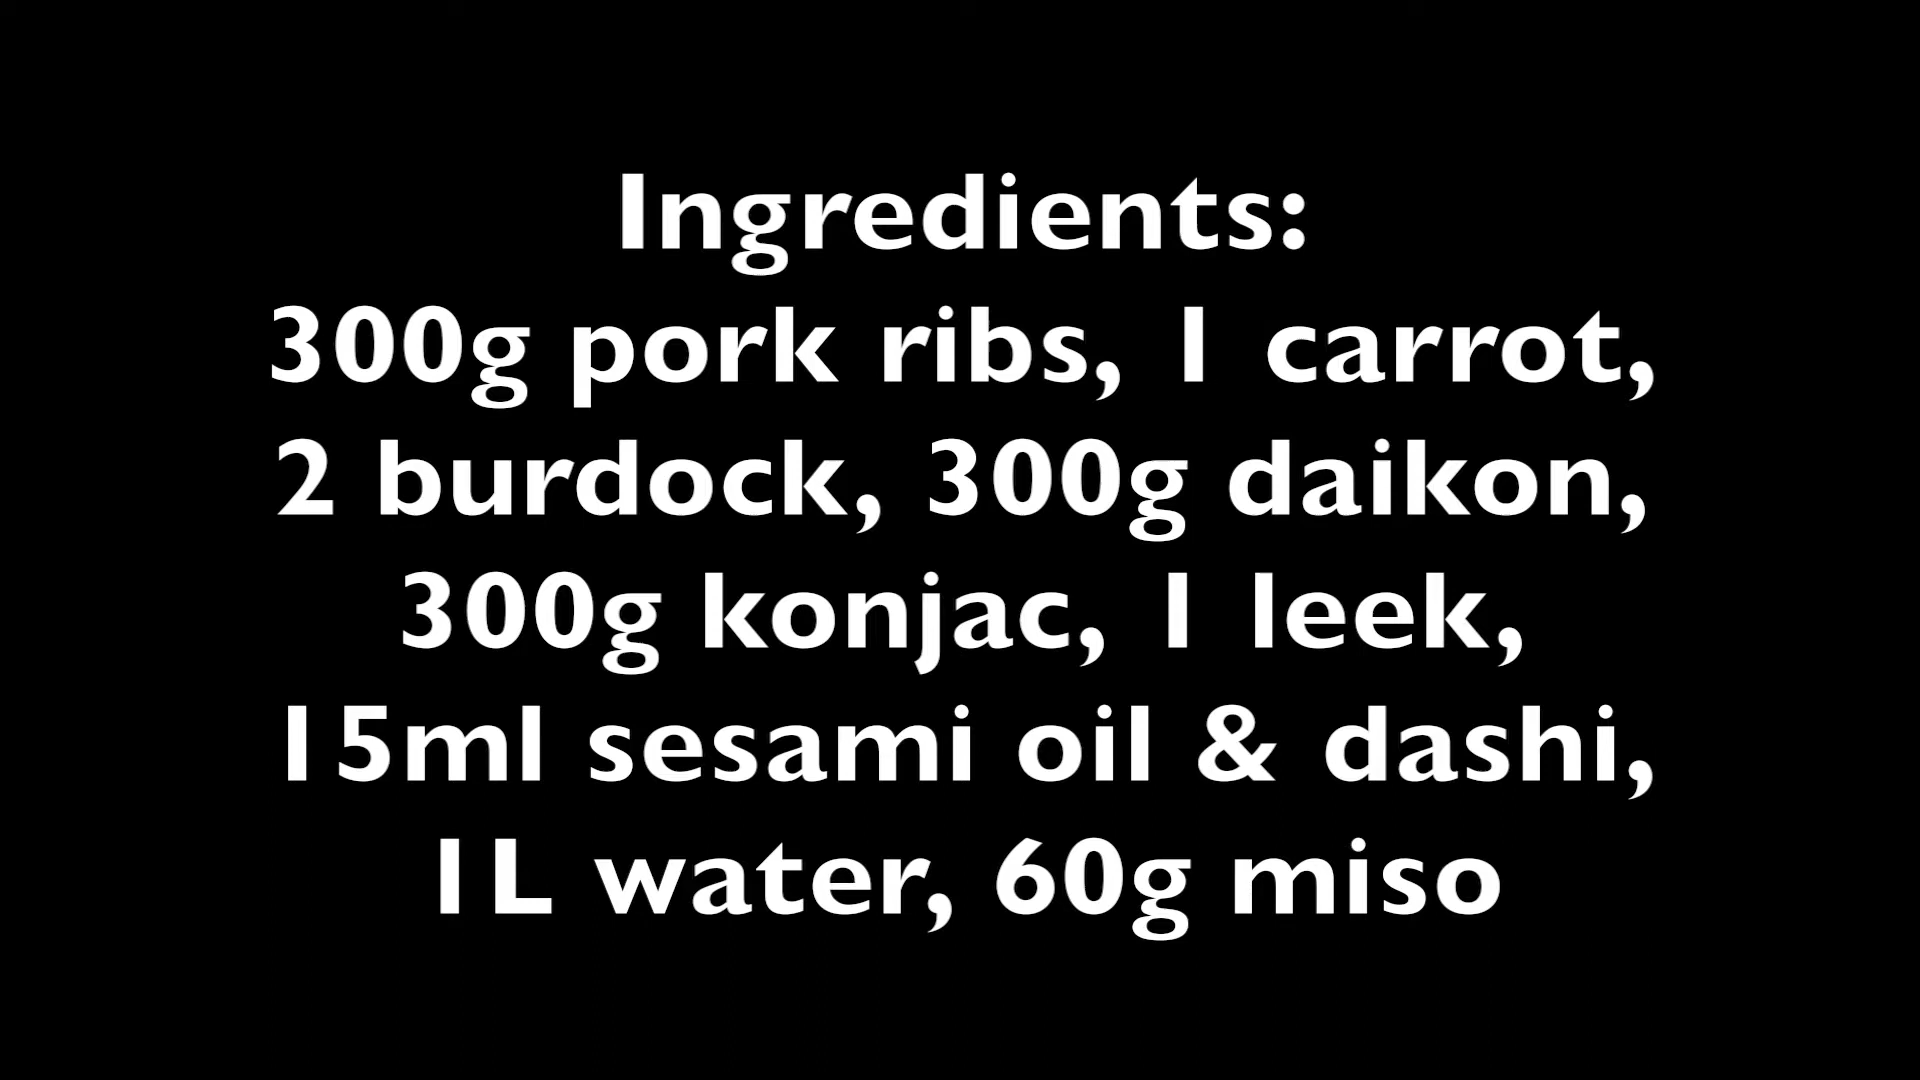 Ingredients:
300g pork ribs, 1 carrot,
2 burdock, 300g daikon,
300g konjac, 1 leek,
15ml sesami oil & dashi,
1L water, 60g miso